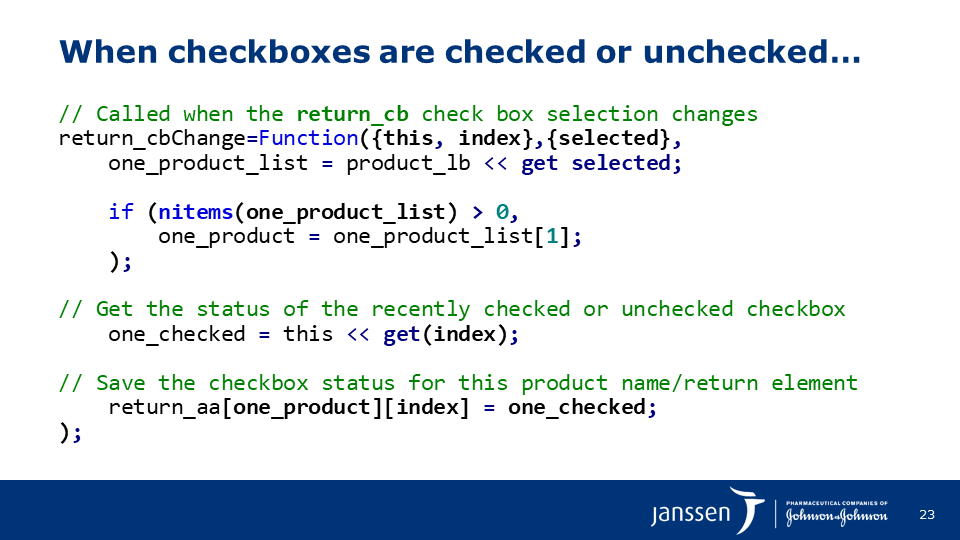 When checkboxes are checked or unchecked…
// Called when the return_cb check box selection changes
return_cbChange=Function({this, index},{selected},
    one_product_list = product_lb << get selected;
    if (nitems(one_product_list) > 0,
        one_product = one_product_list[1];
    );
// Get the status of the recently checked or unchecked checkbox
    one_checked = this << get(index);
// Save the checkbox status for this product name/return element
    return_aa[one_product][index] = one_checked;
);
janssen
PHARMACEUTICAL COMPANIES OF
Johnson&Johnson
23